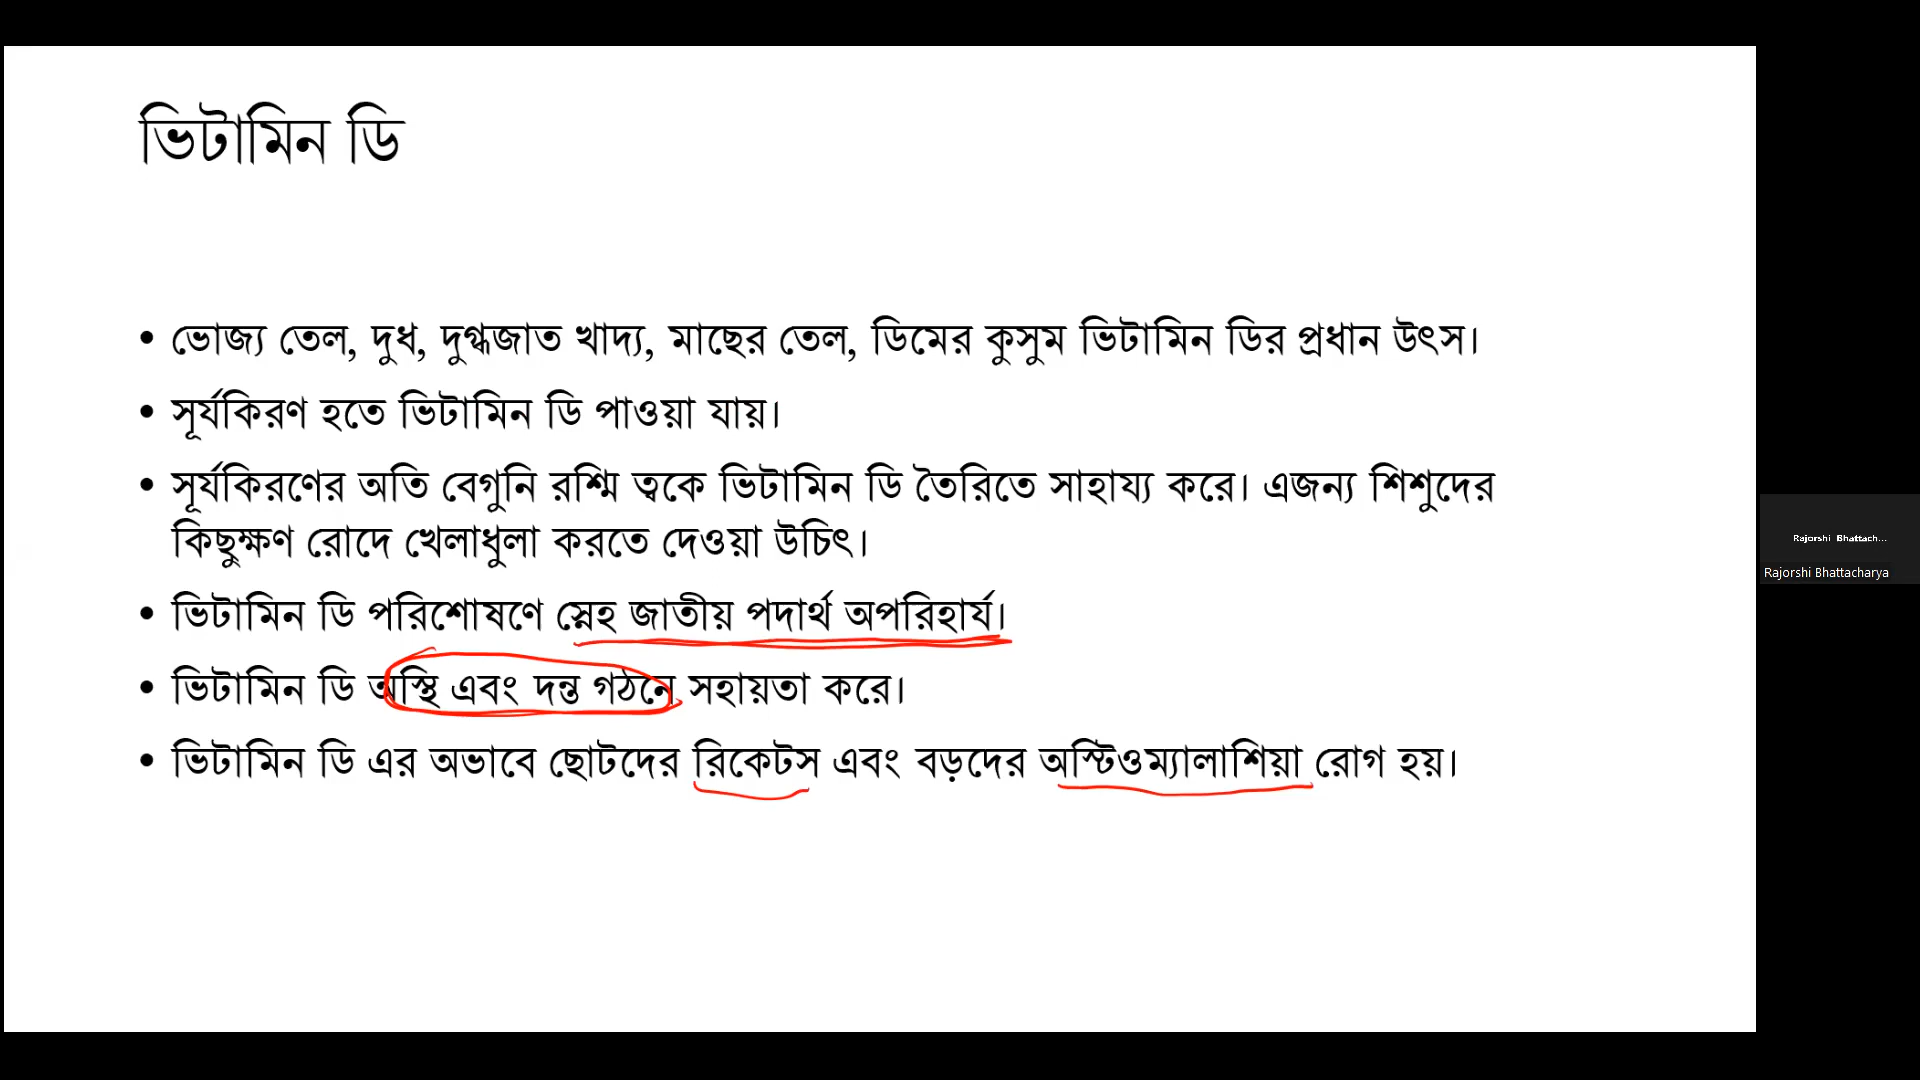 ভিটামিন ডি
• ভোজ্য তেল, দুধ, দুগ্ধজাত খাদ্য, মাছের তেল, ডিমের কুসুম ভিটামিন ডির প্রধান উৎস।
• সূর্যকিরণ হতে ভিটামিন ডি পাওয়া যায়।
• সূর্যকিরণের অতি বেগুনি রশ্মি ত্বকে ভিটামিন ডি তৈরিতে সাহায্য করে। এজন্য শিশুদের
কিছুক্ষণ রোদে খেলাধুলা করতে দেওয়া উচিৎ।
• ভিটামিন ডি পরিশোষণে স্নেহ জাতীয় পদার্থ অপরিহার্য।
• ভিটামিন ডি অস্থি এবং দন্ত গঠনে সহায়তা করে।
• ভিটামিন ডি এর অভাবে ছোটদের রিকেটস এবং বড়দের অস্টিওম্যালাশিয়া রোগ হয়।
Rajorshi Bhattach...
Rajorshi Bhattacharya